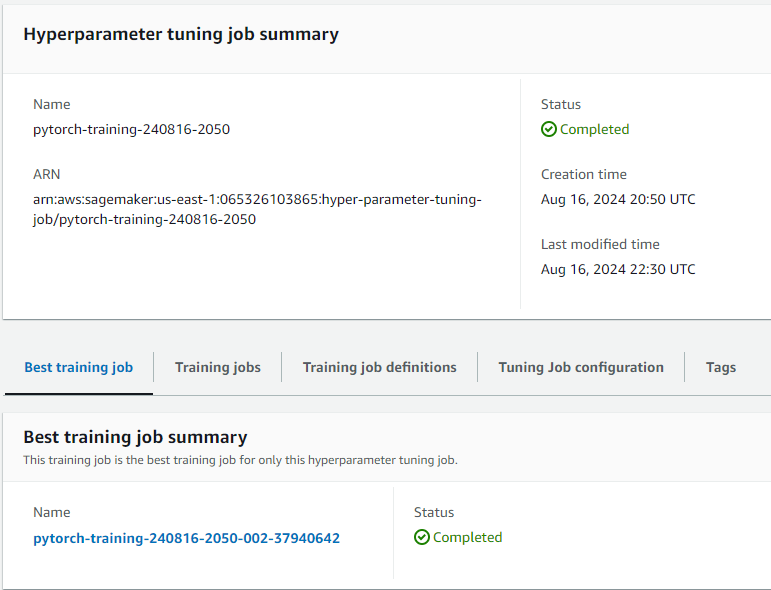 Hyperparameter tuning job summary
Name
pytorch-training-240816-2050
ARN
arn:aws:sagemaker:us-east-1:065326103865:hyper-parameter-tuning-
job/pytorch-training-240816-2050
Status
Completed
Creation time
Aug 16, 2024 20:50 UTC
Last modified time
Aug 16, 2024 22:30 UTC
Best training job
Training jobs
Training job definitions
Tuning Job configuration
Tags
Best training job summary
This training job is the best training job for only this hyperparameter tuning job.
Name
pytorch-training-240816-2050-002-37940642
Status
Completed